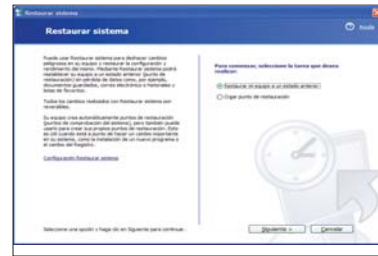 Restaurar sistema
Restaurar sistema
Ayuda
Puede usar Restaurar sistema para deshacer cambios
peligrosos en su equipo y restaurar la configuración y
rendimiento del mismo. Mediante Restaurar sistema podrá
restablecer su equipo a un estado anterior (punto de
restauración) sin pérdida de datos como, por ejemplo,
documentos guardados, correo electrónico o historiales y
listas de favoritos.
Todos los cambios realizados con Restaurar sistema son
reversibles.
Su equipo crea automáticamente puntos de restauración
(puntos de comprobación del sistema), pero también puede
usarlo para crear sus propios puntos de restauración. Esto
es útil cuando está a punto de hacer un cambio importante
en su sistema, como la instalación de un nuevo programa o
el cambio del Registro.
Configuración Restaurar sistema
Para comenzar, seleccione la tarea que desea
realizar:
Restaurar mi equipo a un estado anterior
Crear punto de restauración
Seleccione una opción y haga clic en Siguiente para continuar.
Siguiente >
Cancelar